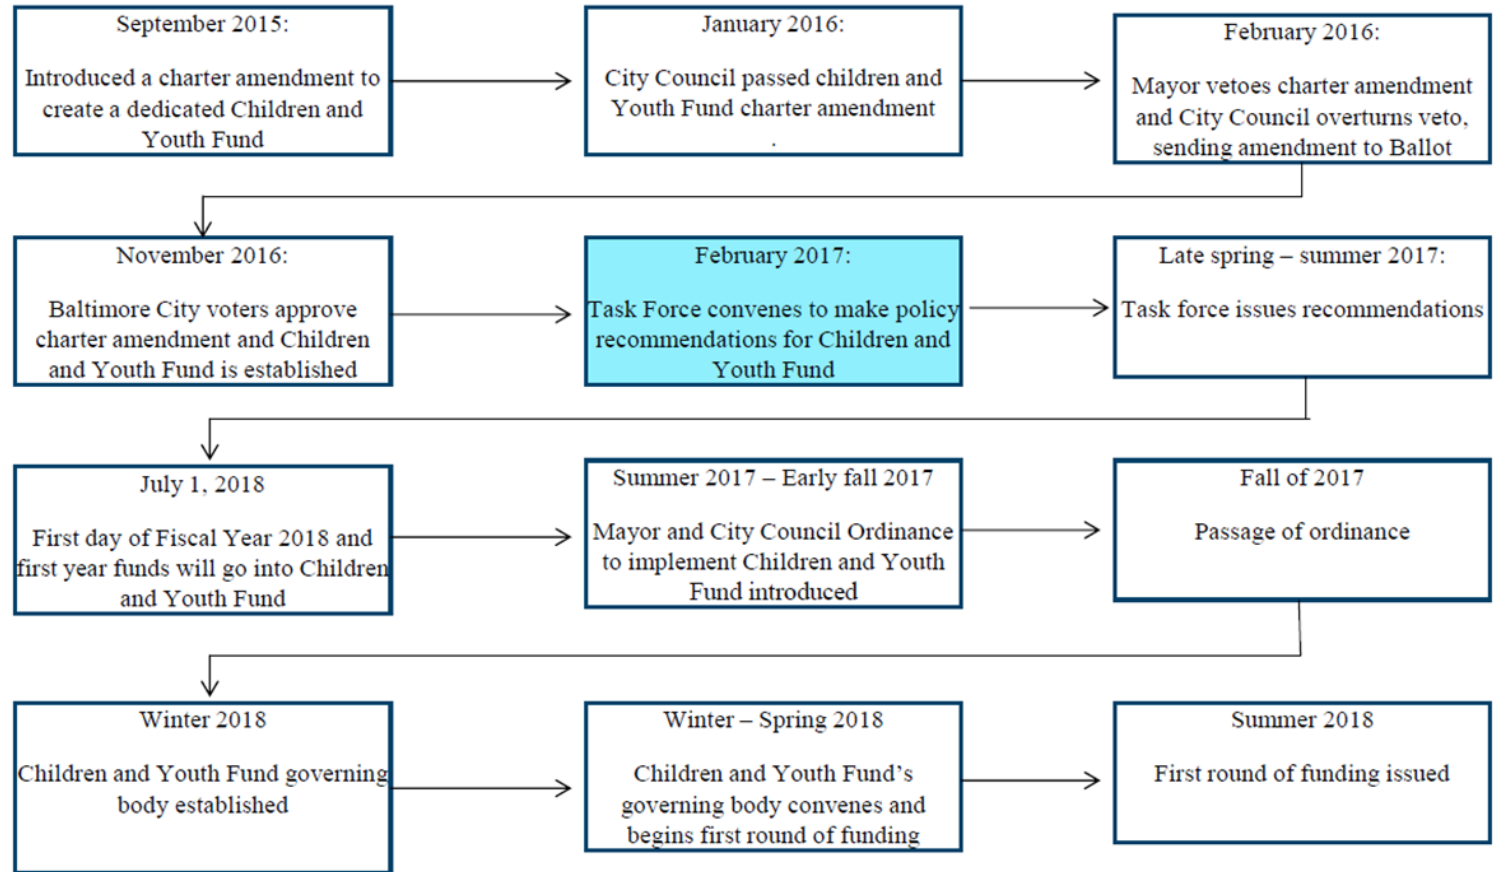 September 2015:
Introduced a charter amendment to
create a dedicated Children and
Youth Fund
January 2016:
City Council passed children and
Youth Fund charter amendment
.
February 2016:
Mayor vetoes charter amendment
and City Council overturns veto,
sending amendment to Ballot
November 2016:
Baltimore City voters approve
charter amendment and Children
and Youth Fund is established
February 2017:
Task Force convenes to make policy
recommendations for Children and
Youth Fund
Late spring – summer 2017:
Task force issues recommendations
July 1, 2018
First day of Fiscal Year 2018 and
first year funds will go into Children
and Youth Fund
Summer 2017 – Early fall 2017
Mayor and City Council Ordinance
to implement Children and Youth
Fund introduced
Fall of 2017
Passage of ordinance
Winter 2018
Children and Youth Fund governing
body established
Winter – Spring 2018
Children and Youth Fund’s
governing body convenes and
begins first round of funding
Summer 2018
First round of funding issued